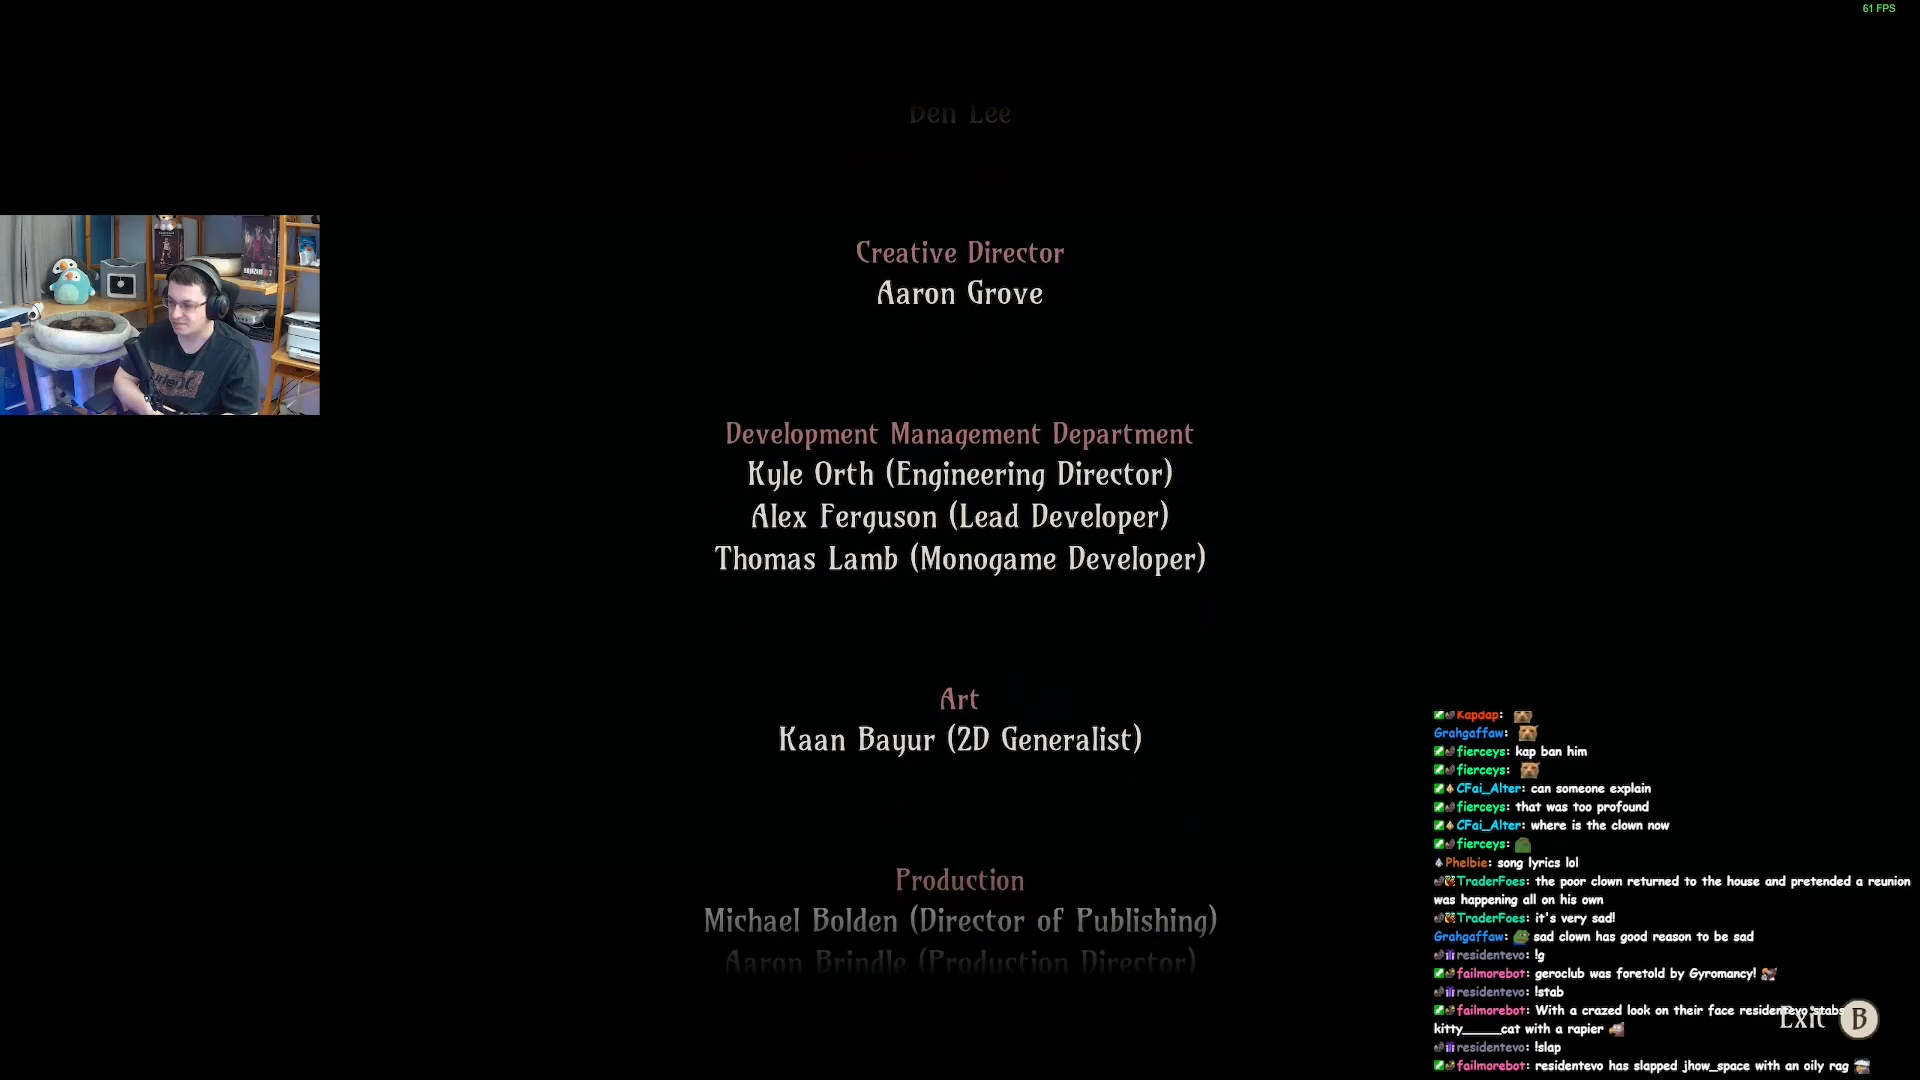 61 FPS
Ben Lee
Creative Director
Aaron Grove
Development Management Department
Kyle Orth (Engineering Director)
Alex Ferguson (Lead Developer)
Thomas Lamb (Monogame Developer)
Art
Kaan Bayur (2D Generalist)
Production
Michael Bolden (Director of Publishing)
Aaron Brindle (Production Director)
Kapdap:
Grahgaffaw:
fierceys: kap ban him
fierceys:
CFai_Alter: can someone explain
fierceys: that was too profound
CFai_Alter: where is the clown now
fierceys:
Phelbie: song lyrics lol
TraderFoes: the poor clown returned to the house and pretended a reunion
was happening all on his own
TraderFoes: it's very sad!
Grahgaffaw: sad clown has good reason to be sad
residentevo: !g
failmorebot: geroclub was foretold by Gyromancy!
residentevo: !stab
failmorebot: With a crazed look on their face residentevo stabs
kitty_____cat with a rapier
residentevo: !slap
failmorebot: residentevo has slapped jhow_space with an oily rag
Exit B